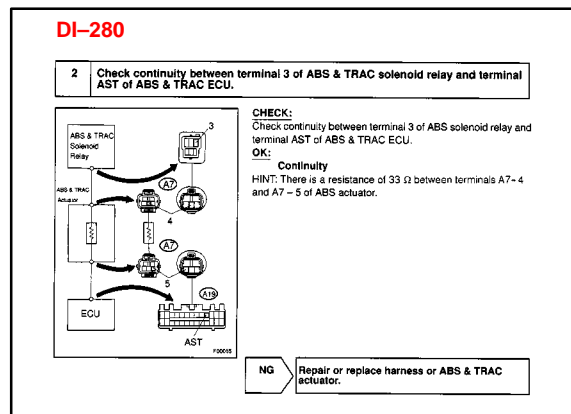 DI–280
2 Check continuity between terminal 3 of ABS & TRAC solenoid relay and terminal
AST of ABS & TRAC ECU.
ABS & TRAC
Solenoid
Relay
3
ABS & TRAC
Actuator
A7
4
A7
5
A19
ECU
AST
F00016
CHECK:
Check continuity between terminal 3 of ABS solenoid relay and
terminal AST of ABS & TRAC ECU.
OK:
Continuity
HINT: There is a resistance of 33 Ω between terminals A7 – 4
and A7 – 5 of ABS actuator.
NG Repair or replace harness or ABS & TRAC
actuator.